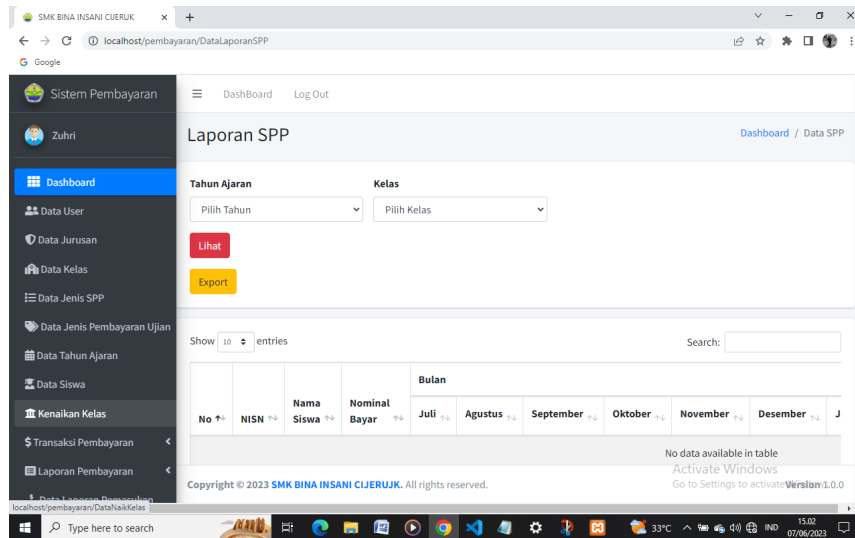 SMK BINA INSANI CIJERUK
localhost/pembayaran/DataLaporanSPP
Google
Sistem Pembayaran
DashBoard Log Out
Zuhri
Laporan SPP
Dashboard / Data SPP
Dashboard
Data User
Data Jurusan
Data Kelas
Data Jenis SPP
Data Jenis Pembayaran Ujian
Data Tahun Ajaran
Data Siswa
Kenaikan Kelas
$ Transaksi Pembayaran
Laporan Pembayaran
Data Laporan Pemasukan
Tahun Ajaran Kelas
Pilih Tahun Pilih Kelas
Lihat
Export
Show 10 entries Search:
Bulan
No NISN Nama Siswa Nominal Bayar Juli Agustus September Oktober November Desember J
No data available in table
Activate Windows
Go to Settings to activate Windows.
Copyright © 2023 SMK BINA INSANI CIJERUJK. All rights reserved. Version 1.0.0
localhost/pembayaran/DataNaikKelas
Type here to search 33°C IND 15.02
07/06/2023